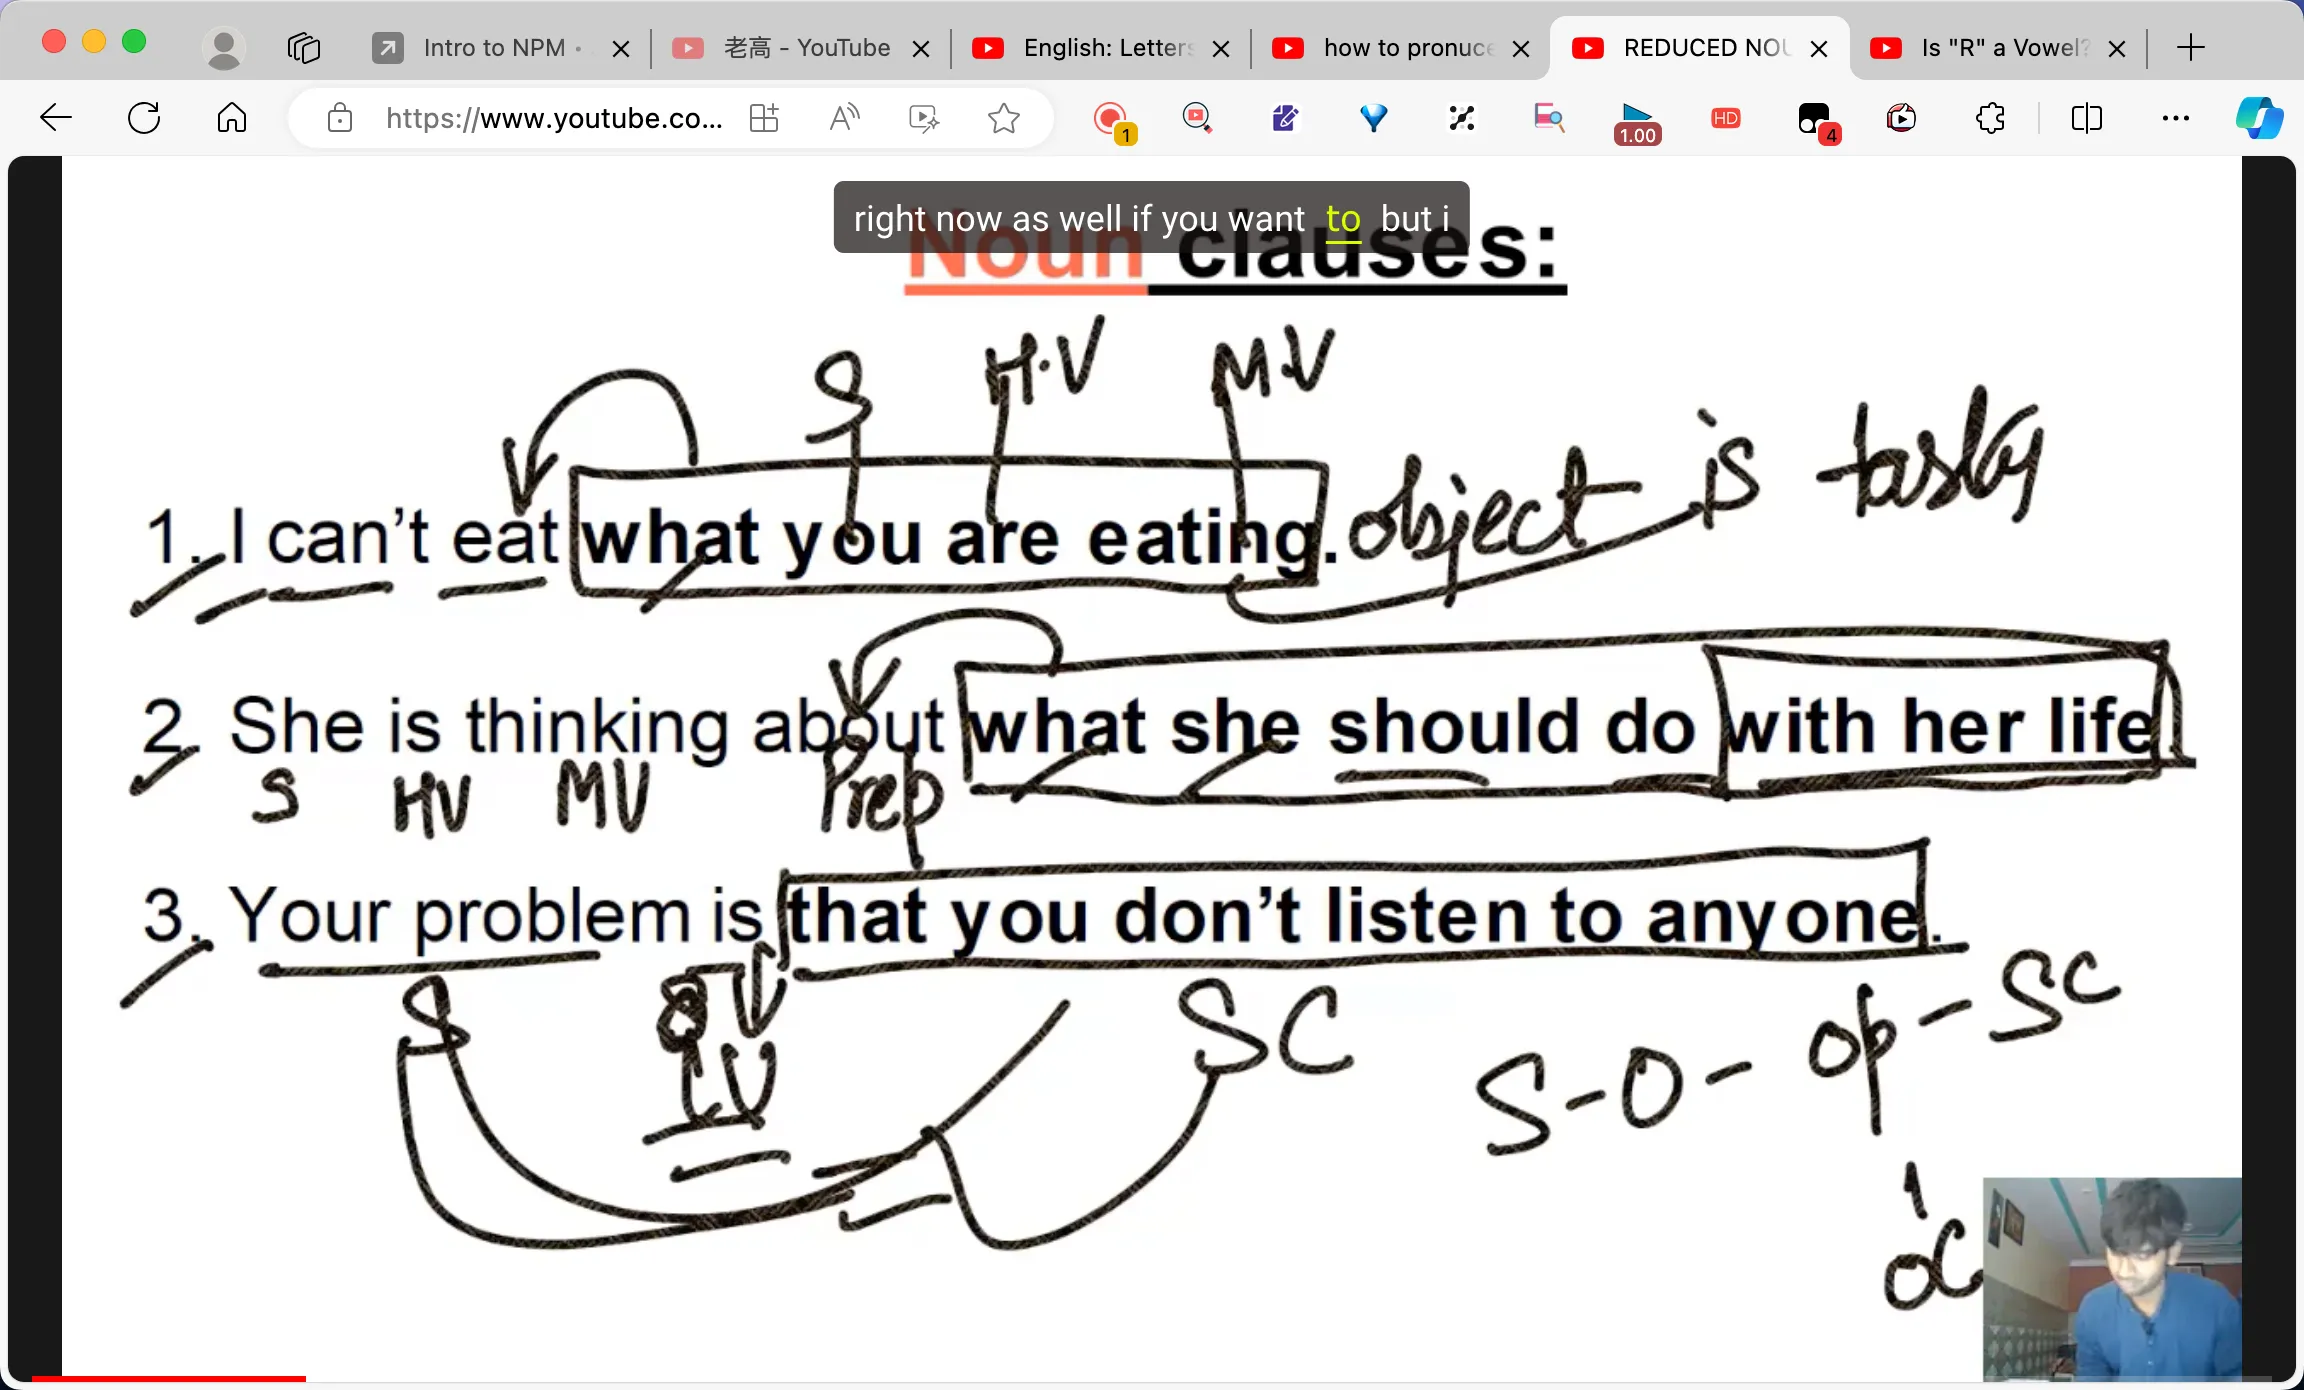 Intro to NPM ·
老高 - YouTube
English: Letters
how to pronuce
REDUCED NOU
Is "R" a Vowel?
https://www.youtube.co...
1
1.00
HD
4
right now as well if you want to but i
Noun clauses:
S H.V M.V
1. I can't eat what you are eating. object is tasty
2. She is thinking about what she should do with her life.
S HV MV Prep
3. Your problem is that you don't listen to anyone.
S LV SC
S-O-OP-SC
OC